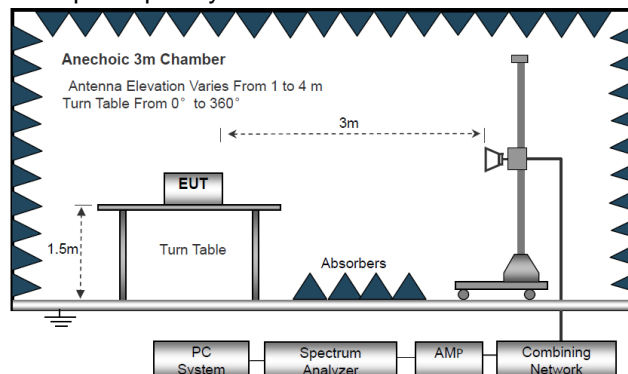 Anechoic 3m Chamber
Antenna Elevation Varies From 1 to 4 m
Turn Table From 0° to 360°
3m
EUT
1.5m
Turn Table
Absorbers
PC
System
Spectrum
Analyzer
AMP
Combining
Network